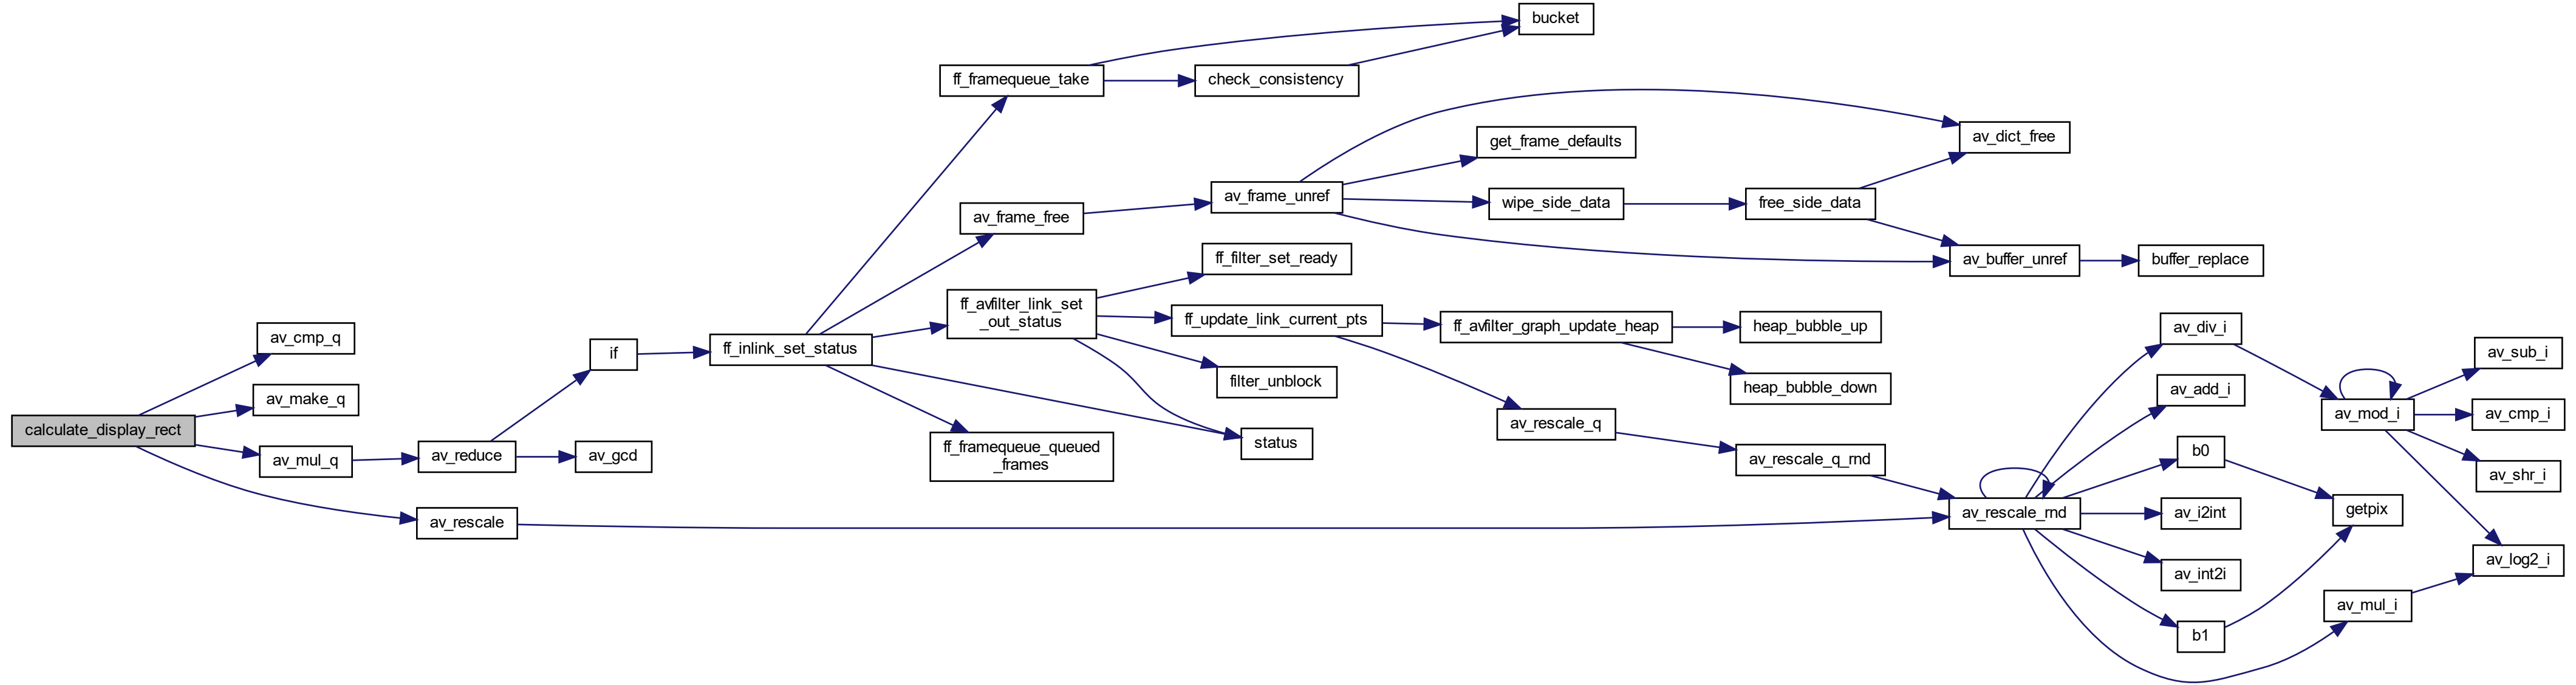 bucket
ff_framequeue_take
check_consistency
av_dict_free
get_frame_defaults
av_frame_unref
wipe_side_data
free_side_data
av_frame_free
ff_filter_set_ready
av_buffer_unref
buffer_replace
ff_avfilter_link_set
_out_status
ff_update_link_current_pts
ff_avfilter_graph_update_heap
heap_bubble_up
av_div_i
av_cmp_q
if
ff_inlink_set_status
av_sub_i
filter_unblock
heap_bubble_down
av_add_i
av_make_q
av_mod_i
av_cmp_i
calculate_display_rect
av_rescale_q
status
ff_framequeue_queued
_frames
av_mul_q
av_reduce
av_gcd
av_rescale_q_rnd
b0
av_shr_i
av_rescale
av_rescale_rnd
av_i2int
getpix
av_log2_i
av_int2i
av_mul_i
b1